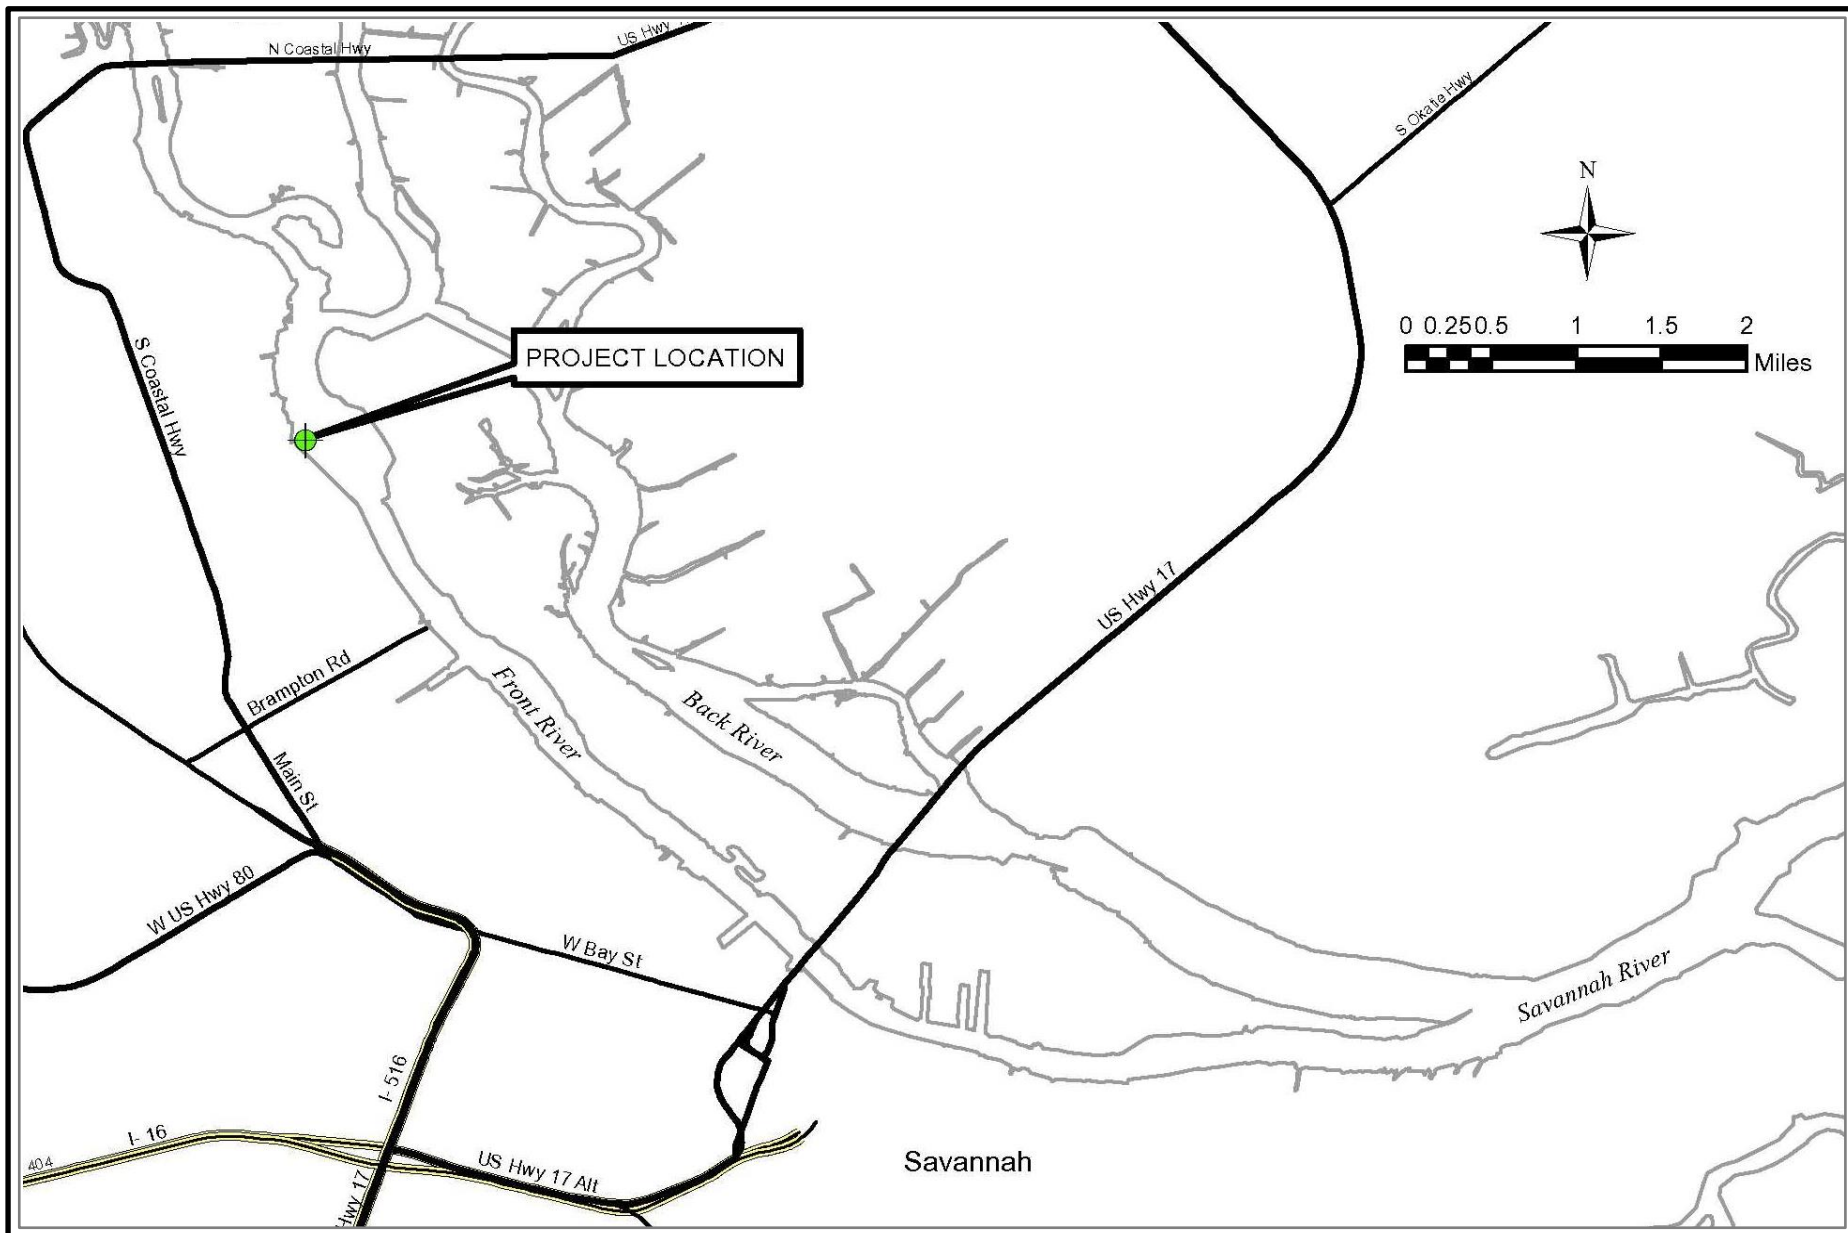 N Coastal Hwy
US Hwy
S Okatie Hwy
N
0 0.25 0.5 1 1.5 2
Miles
S Coastal Hwy
PROJECT LOCATION
US Hwy 17
Brampton Rd
Front River
Back River
Main St
W US Hwy 80
W Bay St
Savannah River
I- 516
I- 16
404
US Hwy 17 Alt
Hwy 17
Savannah